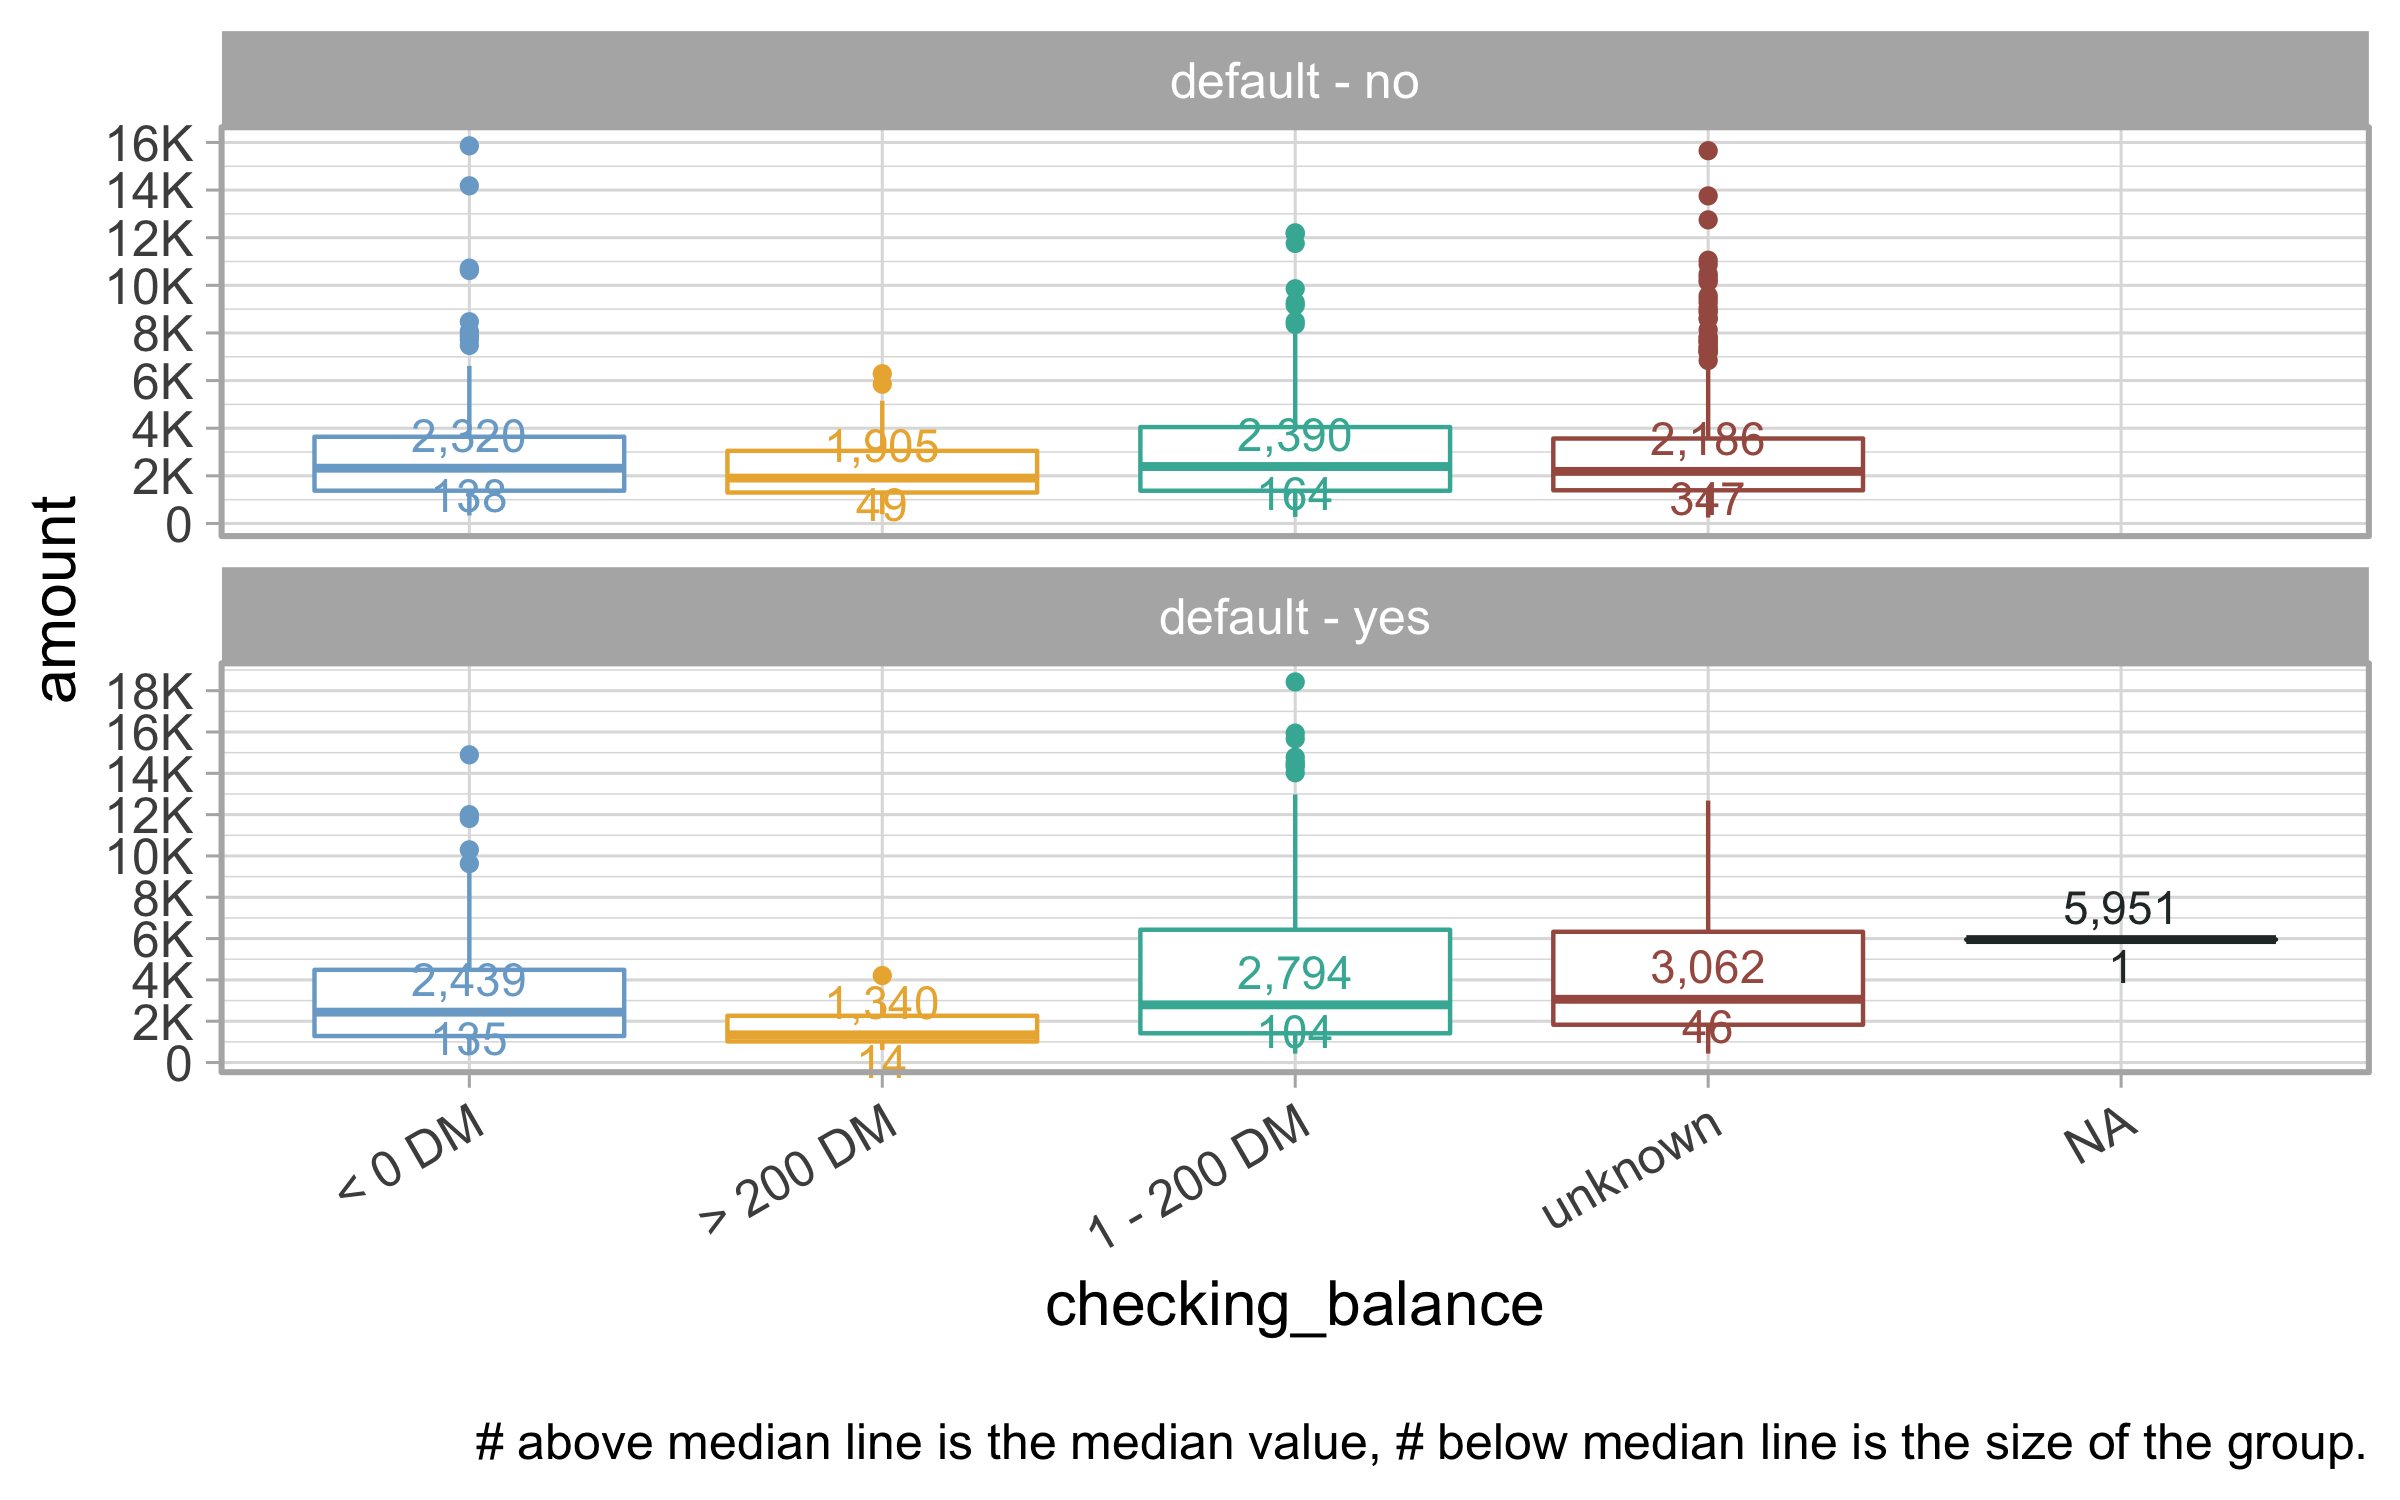 default - no
16K
14K
12K
10K
8K
6K
4K
2K
0
2,320
1,905
2,390
2,186
138
49
164
347
amount
default - yes
18K
16K
14K
12K
10K
8K
6K
4K
2K
0
2,439
1,340
2,794
3,062
5,951
135
14
104
46
1
< 0 DM
> 200 DM
1 - 200 DM
unknown
NA
checking_balance
# above median line is the median value, # below median line is the size of the group.